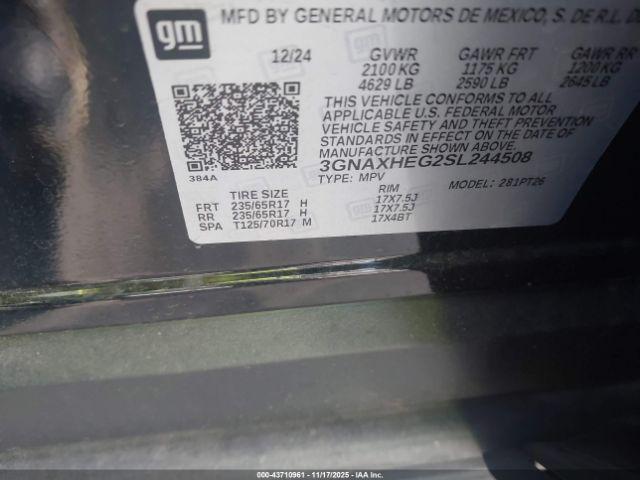 gm
MFD BY GENERAL MOTORS DE MEXICO, S. DE R.L.
12/24 GVWR GAWR FRT GAWR RR
2100 KG 1175 KG 1200 KG
4629 LB 2590 LB 2645 LB
THIS VEHICLE CONFORMS TO ALL
APPLICABLE U.S. FEDERAL MOTOR
VEHICLE SAFETY AND THEFT PREVENTION
STANDARDS IN EFFECT ON THE DATE OF
MANUFACTURE SHOWN ABOVE.
3GNAXHEG2SL244508
384A TYPE: MPV MODEL: 281PT26
TIRE SIZE RIM
FRT 235/65R17 H 17X7.5J
RR 235/65R17 H 17X7.5J
SPA T125/70R17 M 17X4BT
000-43710961 - 11/17/2025 - IAA Inc.